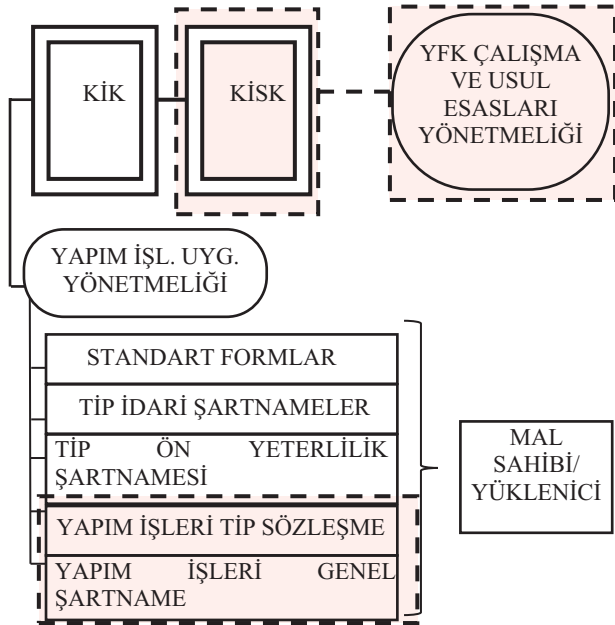 KİK
KİSK
YFK ÇALIŞMA
VE USUL
ESASLARI
YÖNETMELİĞİ
YAPIM İŞL. UYG.
YÖNETMELİĞİ
STANDART FORMLAR
TİP İDARİ ŞARTNAMELER
TİP ÖN YETERLİLİK
ŞARTNAMESİ
YAPIM İŞLERİ TİP SÖZLEŞME
YAPIM İŞLERİ GENEL
ŞARTNAME
MAL
SAHİBİ/
YÜKLENİCİ